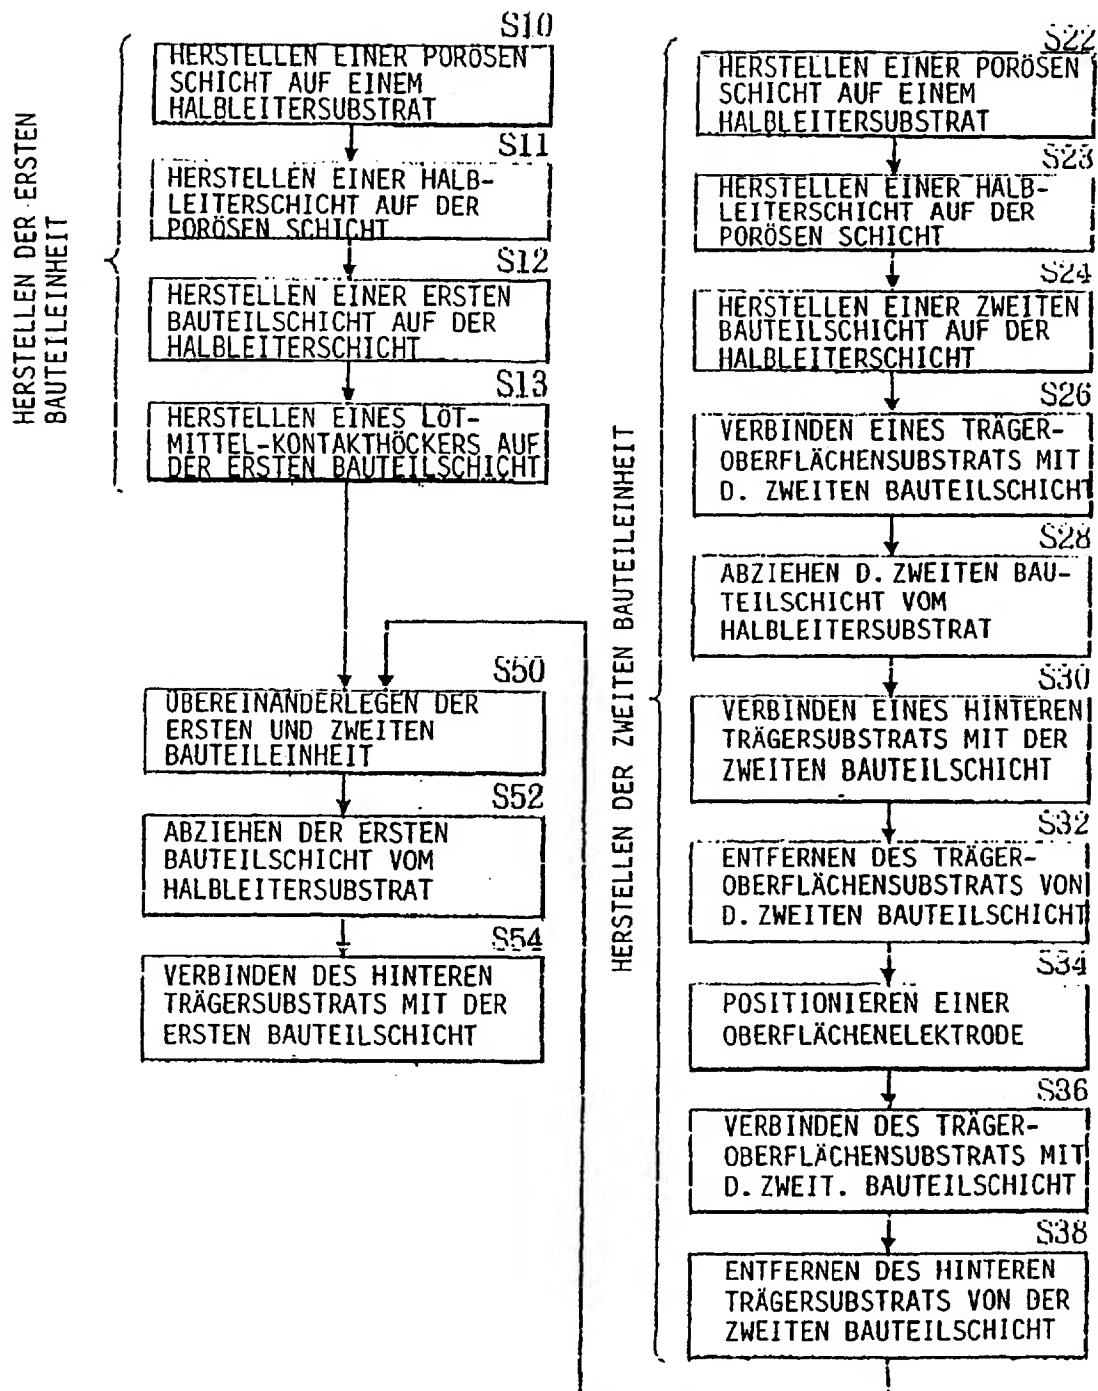 HERSTELLEN DER ERSTEN
BAUTEILEINHEIT
S10
HERSTELLEN EINER PORÖSEN
SCHICHT AUF EINEM
HALBLEITERSUBSTRAT
S11
HERSTELLEN EINER HALB-
LEITERSCHICHT AUF DER
PORÖSEN SCHICHT
S12
HERSTELLEN EINER ERSTEN
BAUTEILSCHICHT AUF DER
HALBLEITERSCHICHT
S13
HERSTELLEN EINES LÖT-
MITTEL-KONTAKTHÖCKERS AUF
DER ERSTEN BAUTEILSCHICHT
S50
ÜBEREINANDERLEGEN DER
ERSTEN UND ZWEITEN
BAUTEILEINHEIT
S52
ABZIEHEN DER ERSTEN
BAUTEILSCHICHT VOM
HALBLEITERSUBSTRAT
S54
VERBINDEN DES HINTEREN
TRÄGERSUBSTRATS MIT DER
ERSTEN BAUTEILSCHICHT
HERSTELLEN DER ZWEITEN BAUTEILEINHEIT
S22
HERSTELLEN EINER PORÖSEN
SCHICHT AUF EINEM
HALBLEITERSUBSTRAT
S23
HERSTELLEN EINER HALB-
LEITERSCHICHT AUF DER
PORÖSEN SCHICHT
S24
HERSTELLEN EINER ZWEITEN
BAUTEILSCHICHT AUF DER
HALBLEITERSCHICHT
S26
VERBINDEN EINES TRÄGER-
OBERFLÄCHENSUBSTRATS MIT
D. ZWEITEN BAUTEILSCHICHT
S28
ABZIEHEN D. ZWEITEN BAU-
TEILSCHICHT VOM
HALBLEITERSUBSTRAT
S30
VERBINDEN EINES HINTEREN
TRÄGERSUBSTRATS MIT DER
ZWEITEN BAUTEILSCHICHT
S32
ENTFERNEN DES TRÄGER-
OBERFLÄCHENSUBSTRATS VON
D. ZWEITEN BAUTEILSCHICHT
S34
POSITIONIEREN EINER
OBERFLÄCHENELEKTRODE
S36
VERBINDEN DES TRÄGER-
OBERFLÄCHENSUBSTRATS MIT
D. ZWEIT. BAUTEILSCHICHT
S38
ENTFERNEN DES HINTEREN
TRÄGERSUBSTRATS VON DER
ZWEITEN BAUTEILSCHICHT